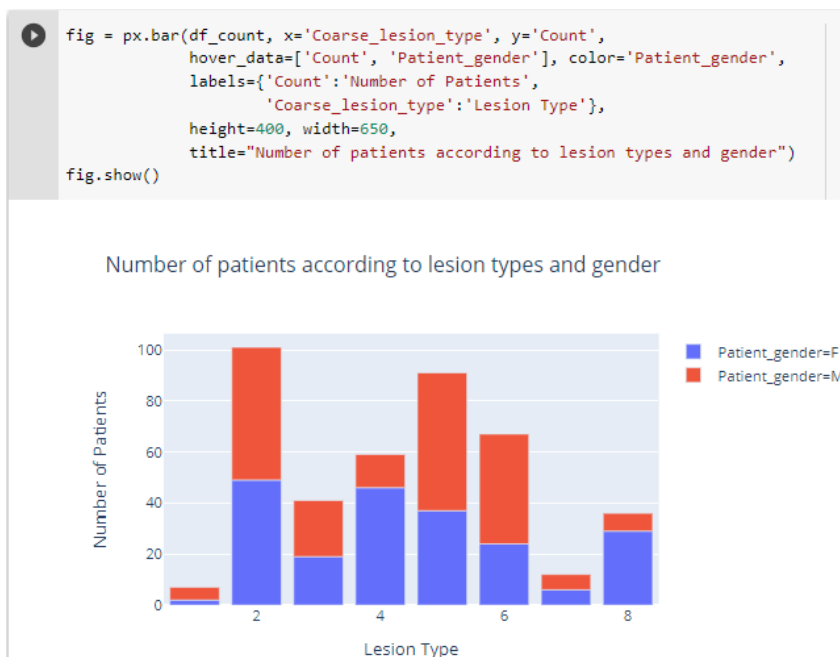 fig = px.bar(df_count, x='Coarse_lesion_type', y='Count',
hover_data=['Count', 'Patient_gender'], color='Patient_gender',
labels={'Count':'Number of Patients',
'Coarse_lesion_type':'Lesion Type'},
height=400, width=650,
title="Number of patients according to lesion types and gender")
fig.show()
Number of patients according to lesion types and gender
100
80
60
40
20
0
Number of Patients
2
4
6
8
Lesion Type
Patient_gender=F
Patient_gender=M